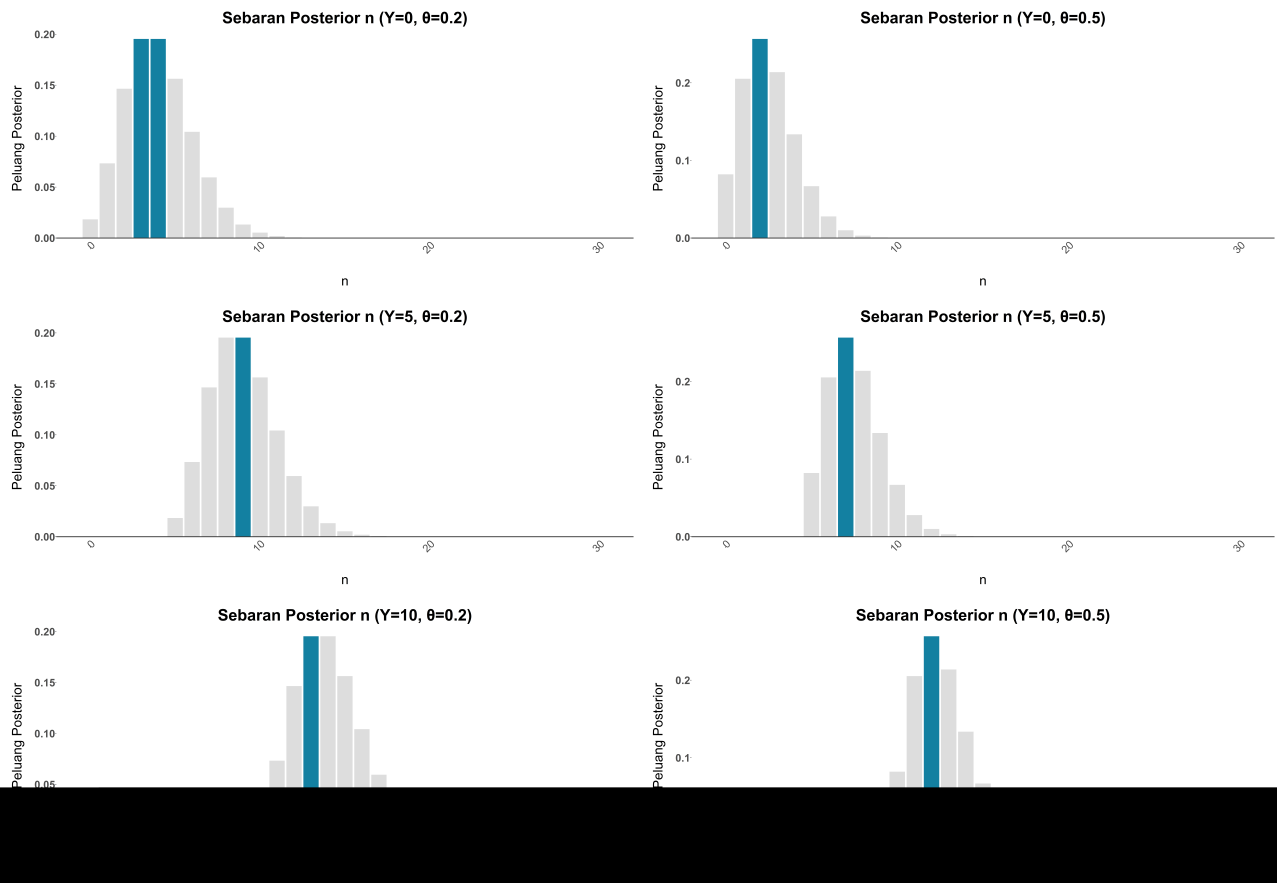 Sebaran Posterior n (Y=0, θ=0.2)
0.20
0.15
0.10
0.05
0.00
Peluang Posterior
0
10
20
30
n
Sebaran Posterior n (Y=0, θ=0.5)
0.2
0.1
0.0
Peluang Posterior
0
10
20
30
n
Sebaran Posterior n (Y=5, θ=0.2)
0.20
0.15
0.10
0.05
0.00
Peluang Posterior
0
10
20
30
n
Sebaran Posterior n (Y=5, θ=0.5)
0.2
0.1
0.0
Peluang Posterior
0
10
20
30
n
Sebaran Posterior n (Y=10, θ=0.2)
0.20
0.15
0.10
0.05
Peluang Posterior
Sebaran Posterior n (Y=10, θ=0.5)
0.2
0.1
Peluang Posterior